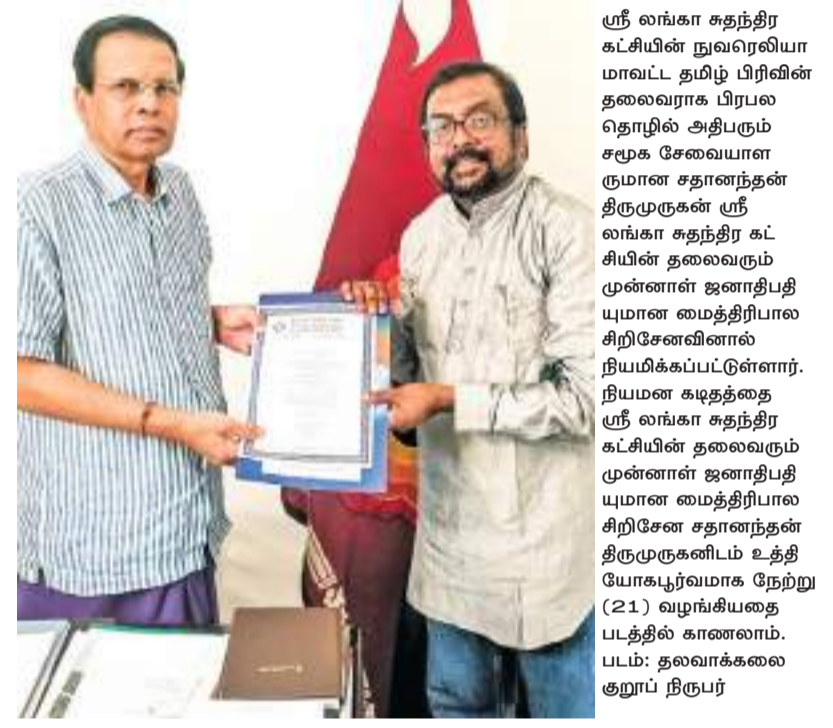 ஸ்ரீ லங்கா சுதந்திர
கட்சியின் நுவரெலியா
மாவட்ட தமிழ் பிரிவின்
தலைவராக பிரபல
தொழில் அதிபரும்
சமூக சேவையாள
ருமான சதானந்தன்
திருமுருகன் ஸ்ரீ
லங்கா சுதந்திர கட்
சியின் தலைவரும்
முன்னாள் ஜனாதிபதி
யுமான மைத்திரிபால
சிறிசேனவினால்
நியமிக்கப்பட்டுள்ளார்.
நியமன கடிதத்தை
ஸ்ரீ லங்கா சுதந்திர
கட்சியின் தலைவரும்
முன்னாள் ஜனாதிபதி
யுமான மைத்திரிபால
சிறிசேன சதானந்தன்
திருமுருகனிடம் உத்தி
யோகபூர்வமாக நேற்று
(21) வழங்கியதை
படத்தில் காணலாம்.
படம்: தலவாக்கலை
குறூப் நிருபர்